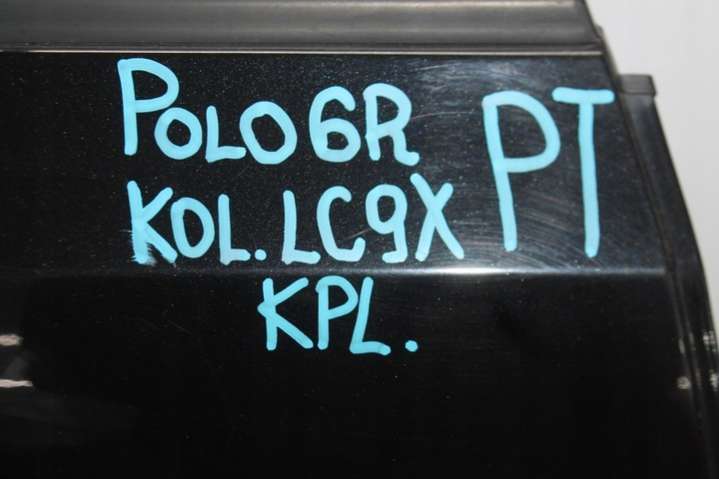 POLO 6R PT
KOL. LC9X
KPL.